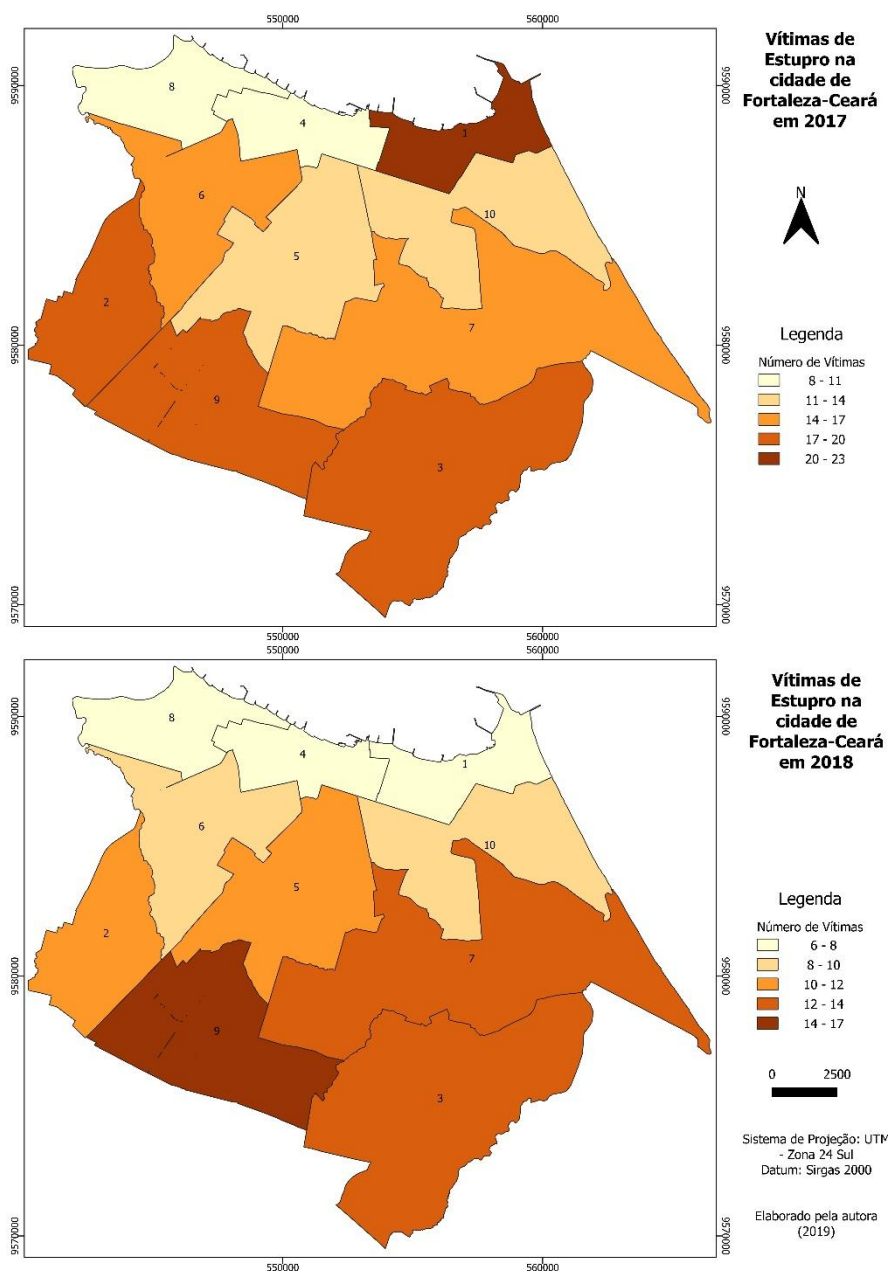 550000
560000
Vítimas de
Estupro na
cidade de
Fortaleza-Ceará
em 2017
9590000
9590000
8
4
1
N
6
10
5
2
7
9580000
9580000
9
3
Legenda
Número de Vítimas
8 - 11
11 - 14
14 - 17
17 - 20
20 - 23
9570000
9570000
550000
560000
550000
560000
Vítimas de
Estupro na
cidade de
Fortaleza-Ceará
em 2018
9590000
9590000
8
4
1
6
10
5
2
7
9580000
9580000
9
3
Legenda
Número de Vítimas
6 - 8
8 - 10
10 - 12
12 - 14
14 - 17
0 2500
Sistema de Projeção: UTM
- Zona 24 Sul
Datum: Sirgas 2000
Elaborado pela autora
(2019)
9570000
9570000
550000
560000